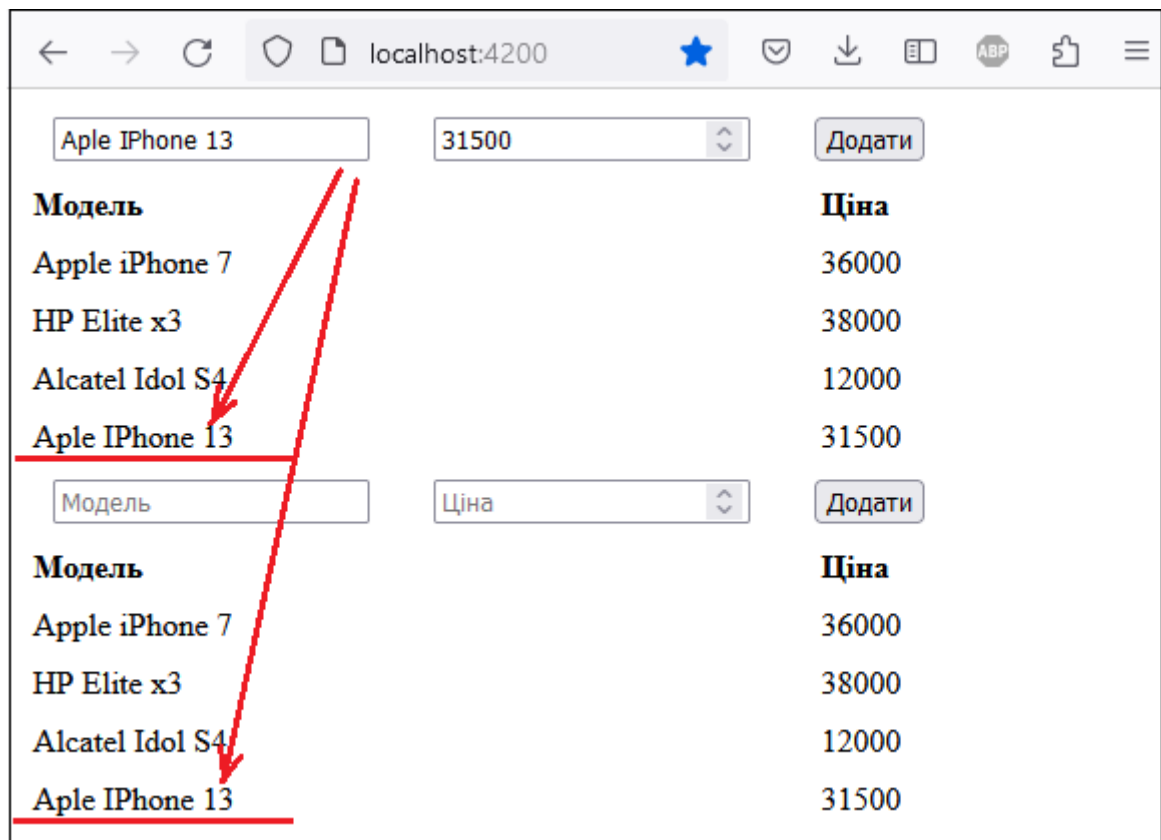 localhost:4200 ABP
Aple IPhone 13 31500 Додати
Модель Ціна
Apple iPhone 7 36000
HP Elite x3 38000
Alcatel Idol S4 12000
Aple IPhone 13 31500
Модель Ціна Додати
Модель Ціна
Apple iPhone 7 36000
HP Elite x3 38000
Alcatel Idol S4 12000
Aple IPhone 13 31500